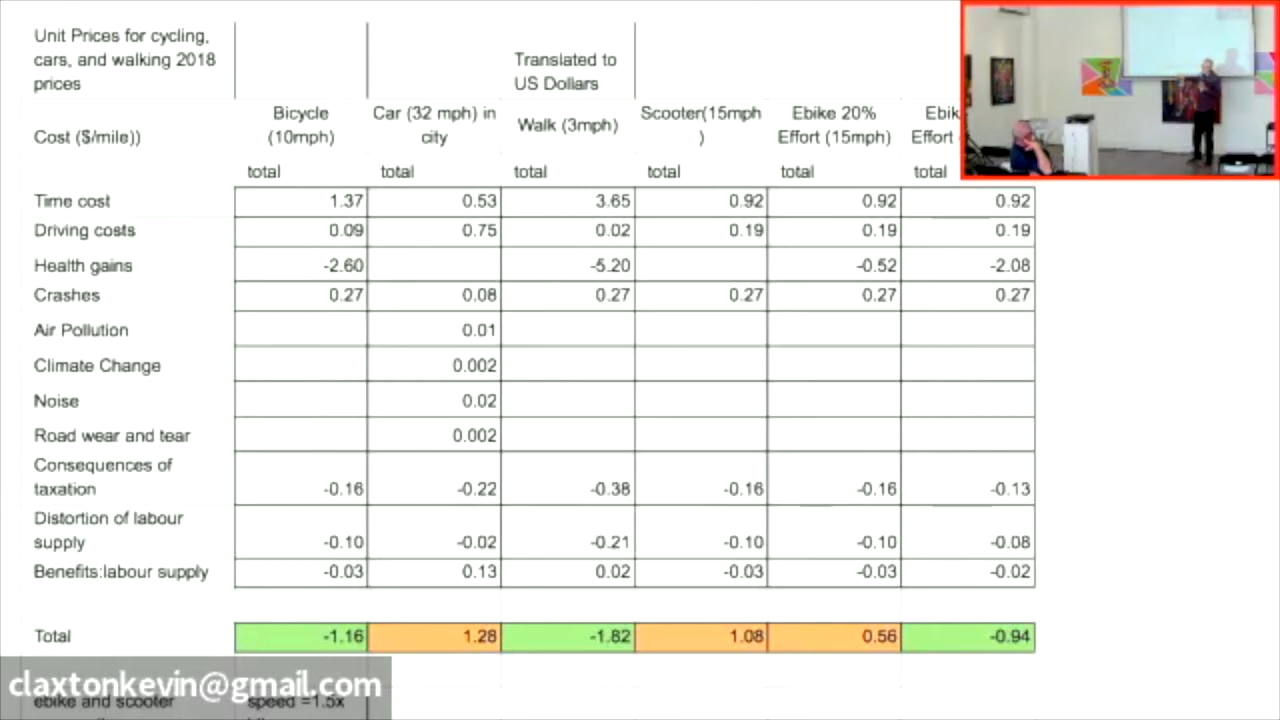 Unit Prices for cycling,
cars, and walking 2018
prices
Translated to
US Dollars
Cost ($/mile))
Bicycle
(10mph)
Car (32 mph) in
city
Walk (3mph)
Scooter(15mph
)
Ebike 20%
Effort (15mph)
Ebik
Effort
total total total total total total
Time cost 1.37 0.53 3.65 0.92 0.92 0.92
Driving costs 0.09 0.75 0.02 0.19 0.19 0.19
Health gains -2.60 -5.20 -0.52 -2.08
Crashes 0.27 0.08 0.27 0.27 0.27 0.27
Air Pollution 0.01
Climate Change 0.002
Noise 0.02
Road wear and tear 0.002
Consequences of
taxation -0.16 -0.22 -0.38 -0.16 -0.16 -0.13
Distortion of labour
supply -0.10 -0.02 -0.21 -0.10 -0.10 -0.08
Benefits:labour supply -0.03 0.13 0.02 -0.03 -0.03 -0.02
Total -1.16 1.28 -1.82 1.08 0.56 -0.94
claxtonkevin@gmail.com
ebike and scooter speed =1.5x